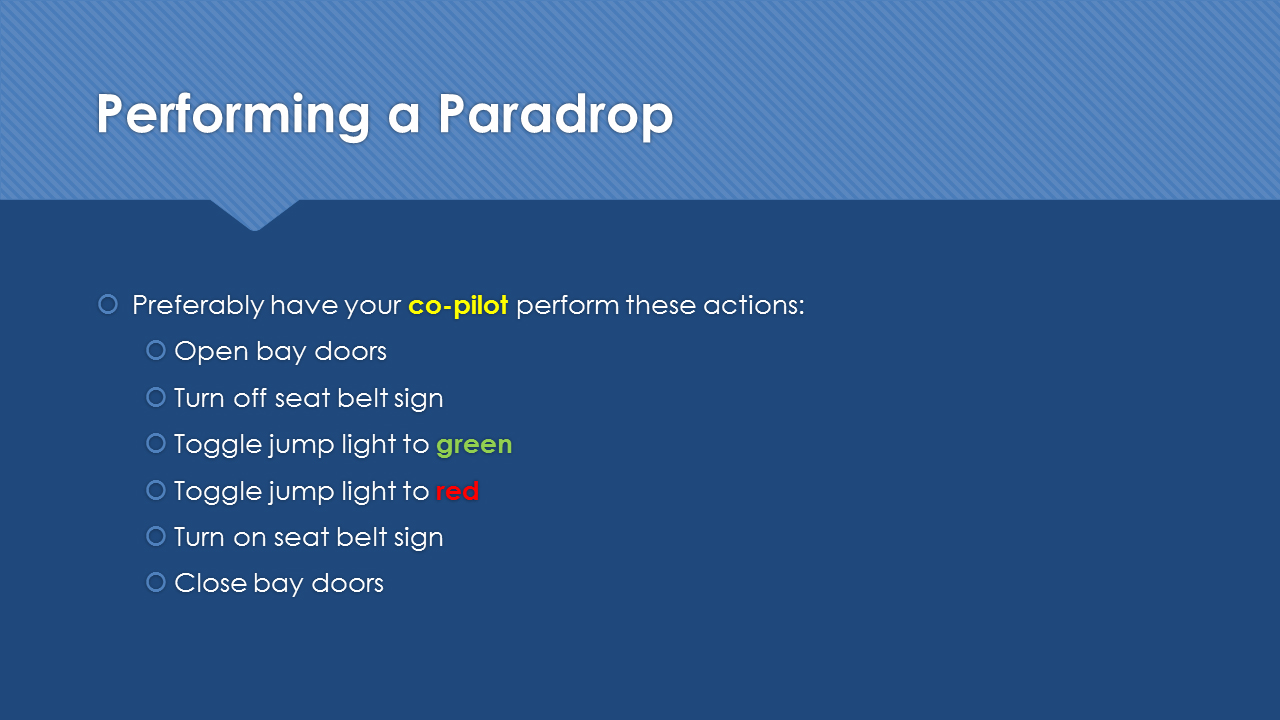 Performing a Paradrop
Preferably have your co-pilot perform these actions:
Open bay doors
Turn off seat belt sign
Toggle jump light to green
Toggle jump light to red
Turn on seat belt sign
Close bay doors